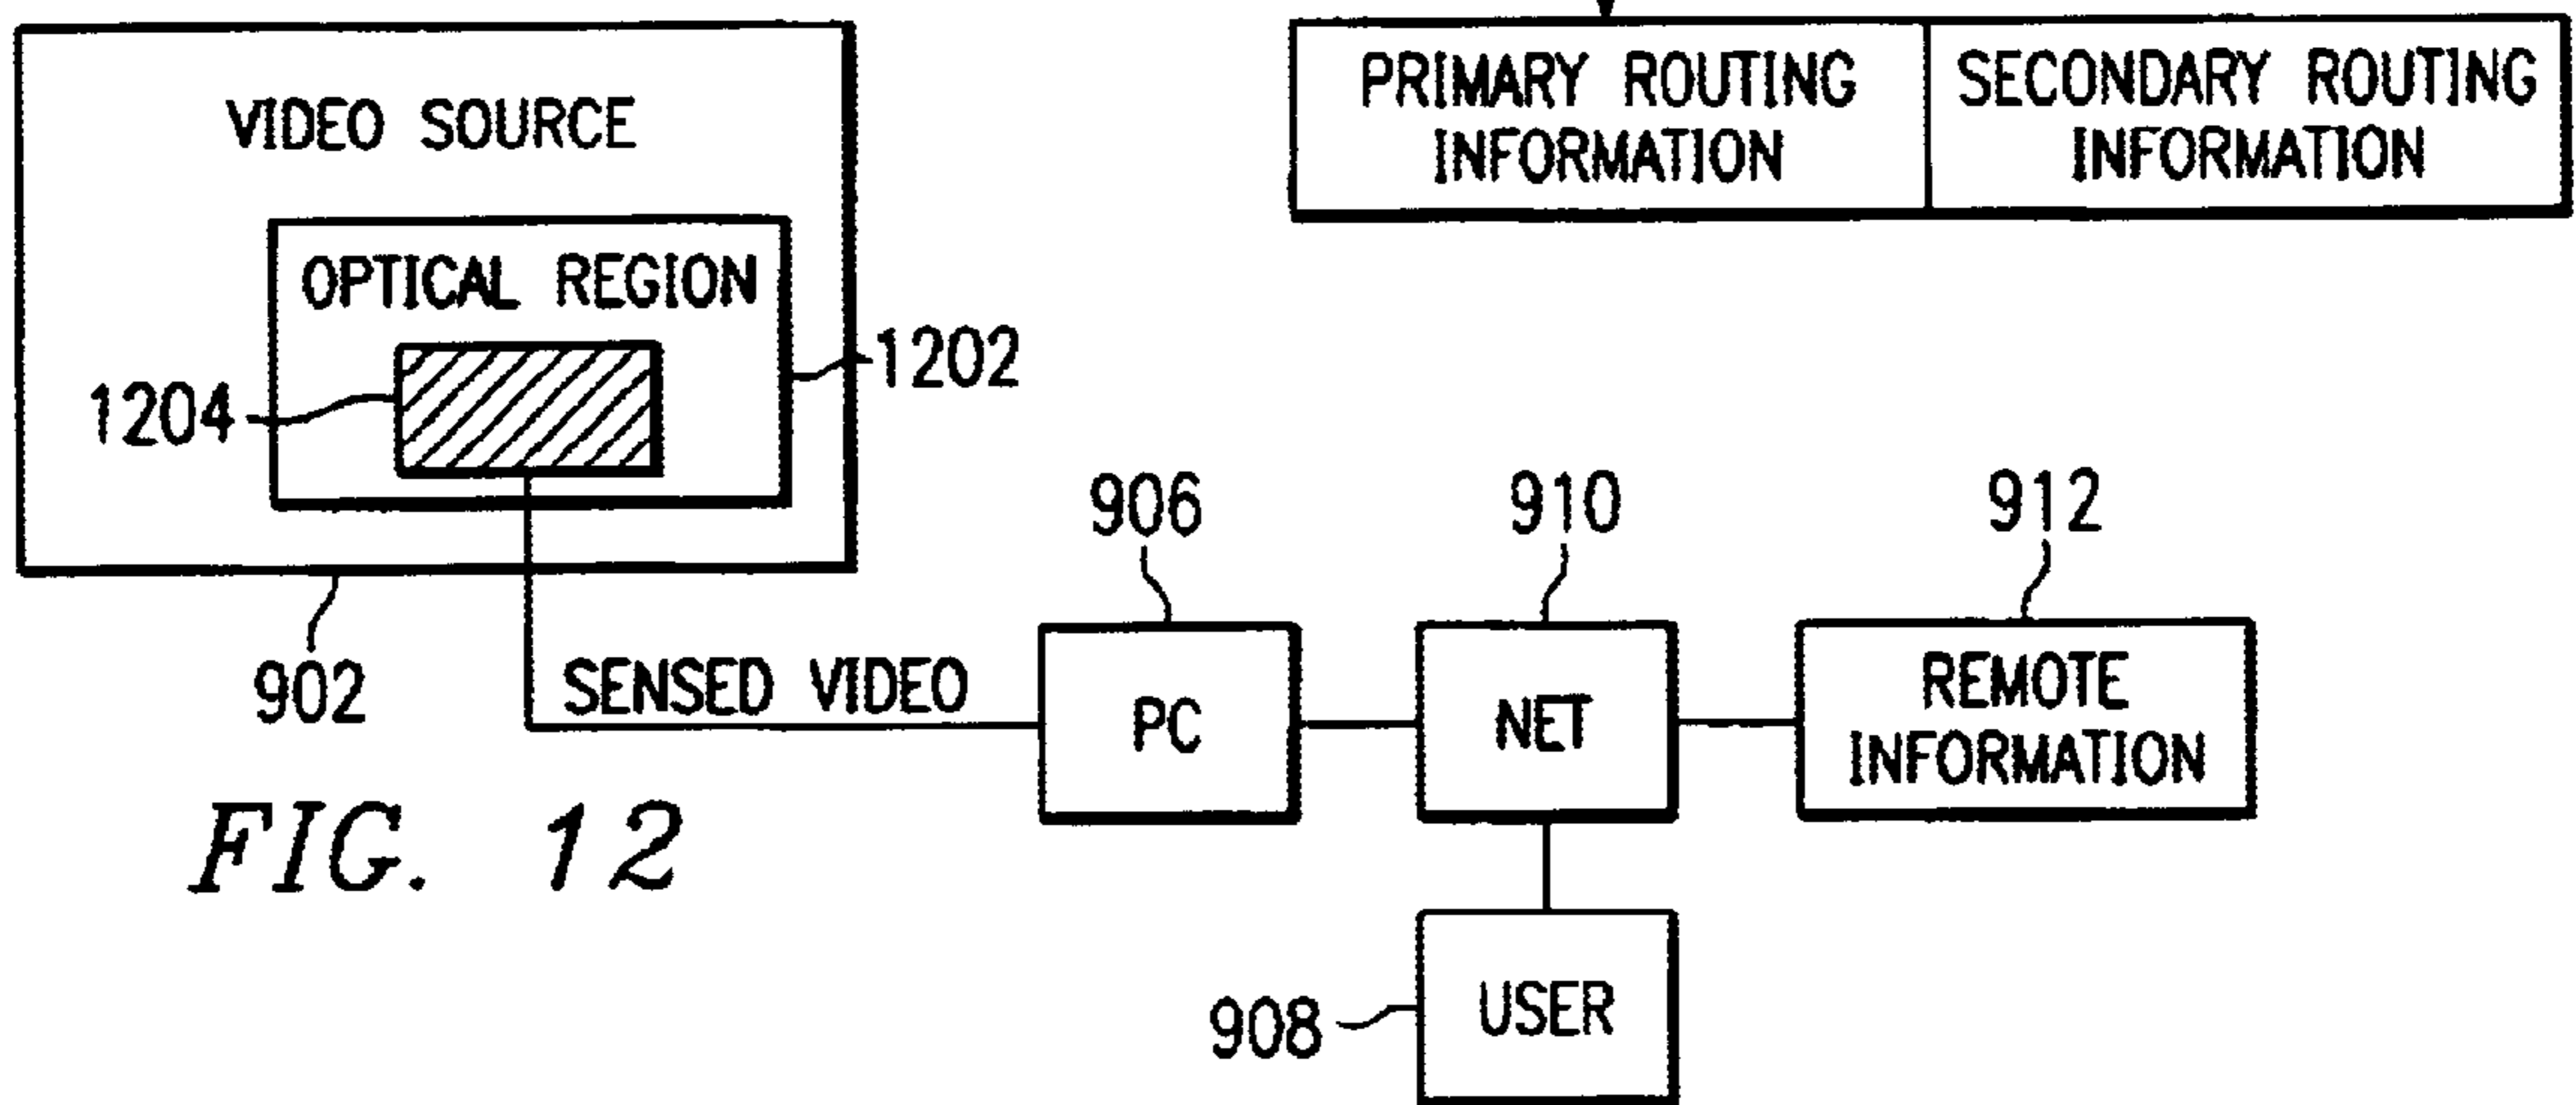 VIDEO SOURCE
OPTICAL REGION
1204
1202
902
PRIMARY ROUTING
INFORMATION
SECONDARY ROUTING
INFORMATION
906
910
912
SENSED VIDEO
PC
NET
REMOTE
INFORMATION
908
USER
FIG. 12